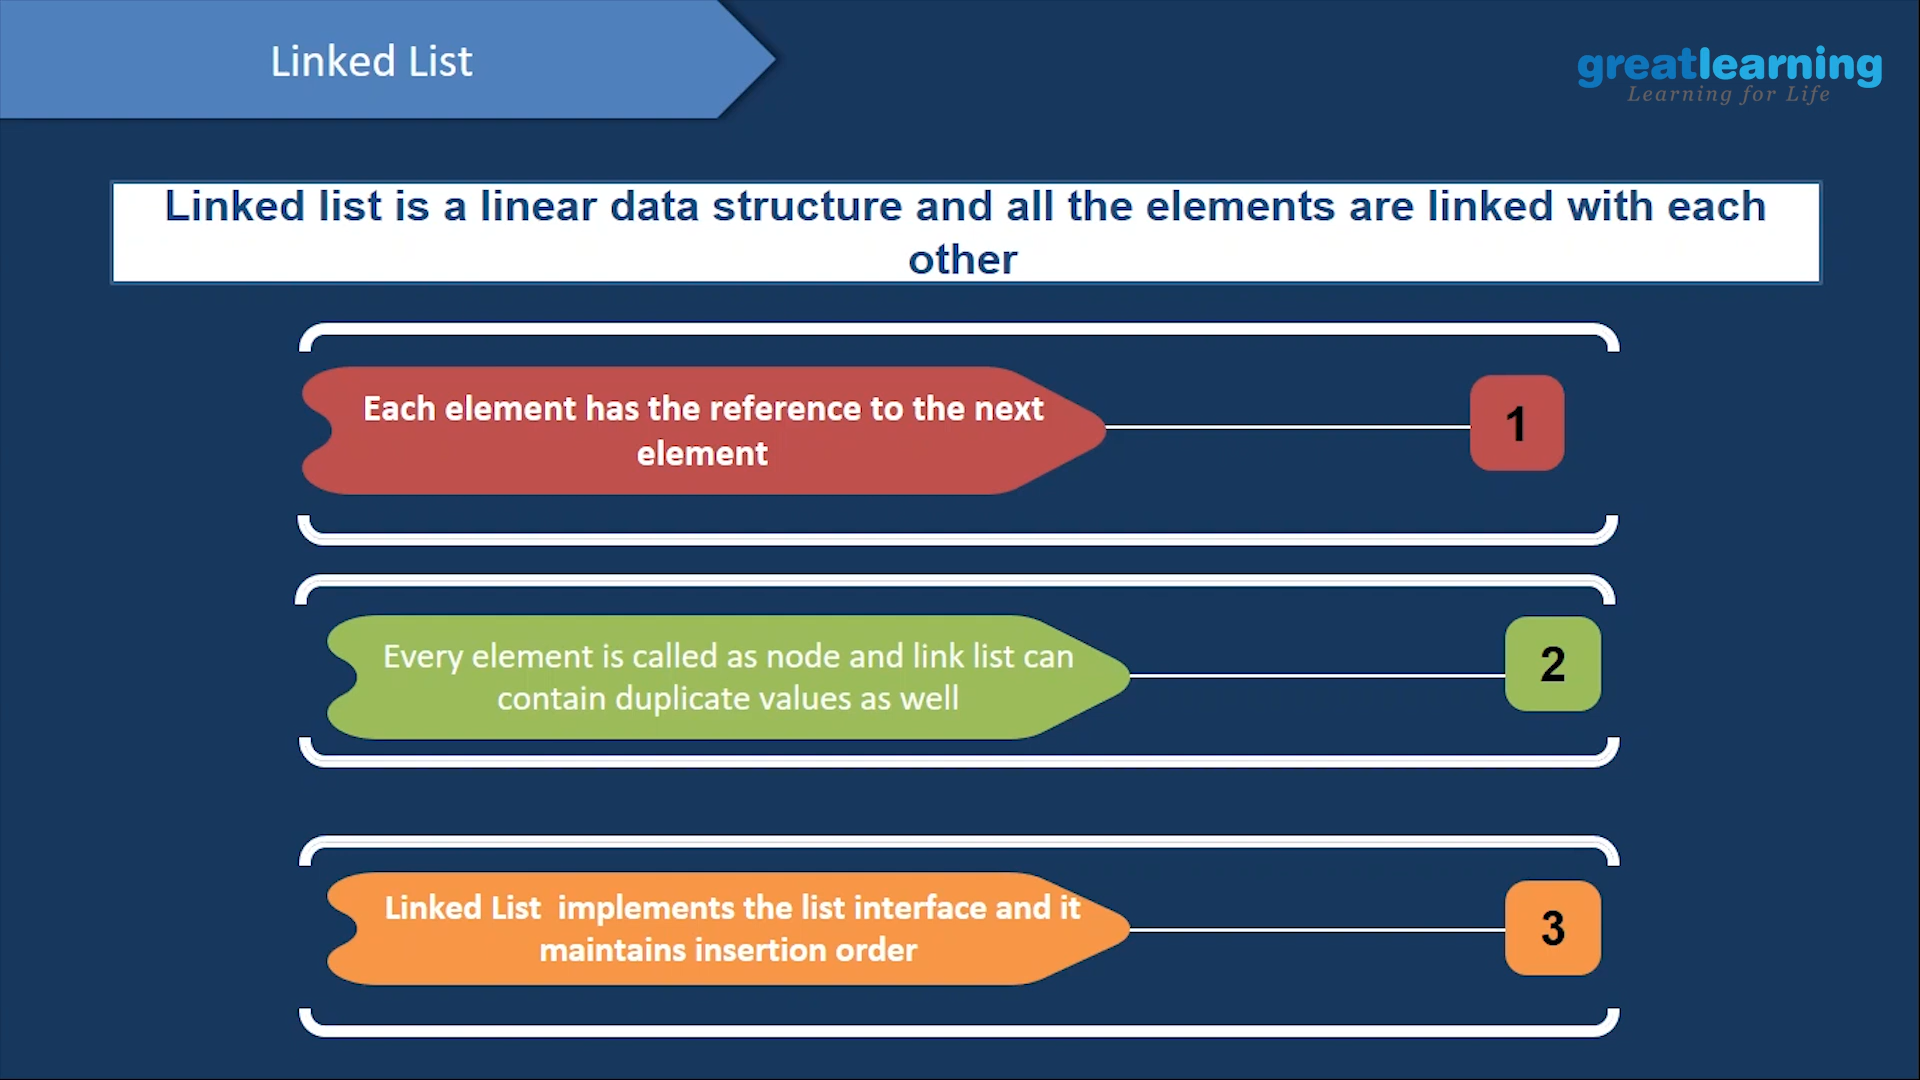 Linked List
greatlearning
Learning for Life
Linked list is a linear data structure and all the elements are linked with each
other
Each element has the reference to the next
element
1
Every element is called as node and link list can
contain duplicate values as well
2
Linked List  implements the list interface and it
maintains insertion order
3